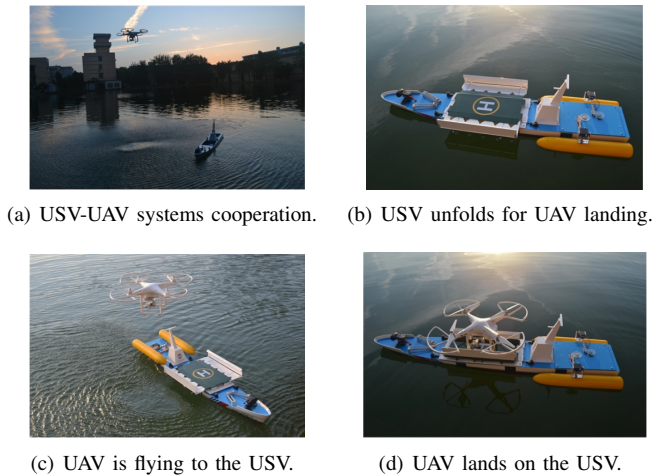 (a) USV-UAV systems cooperation.
(b) USV unfolds for UAV landing.
H
H
(c) UAV is flying to the USV.
(d) UAV lands on the USV.